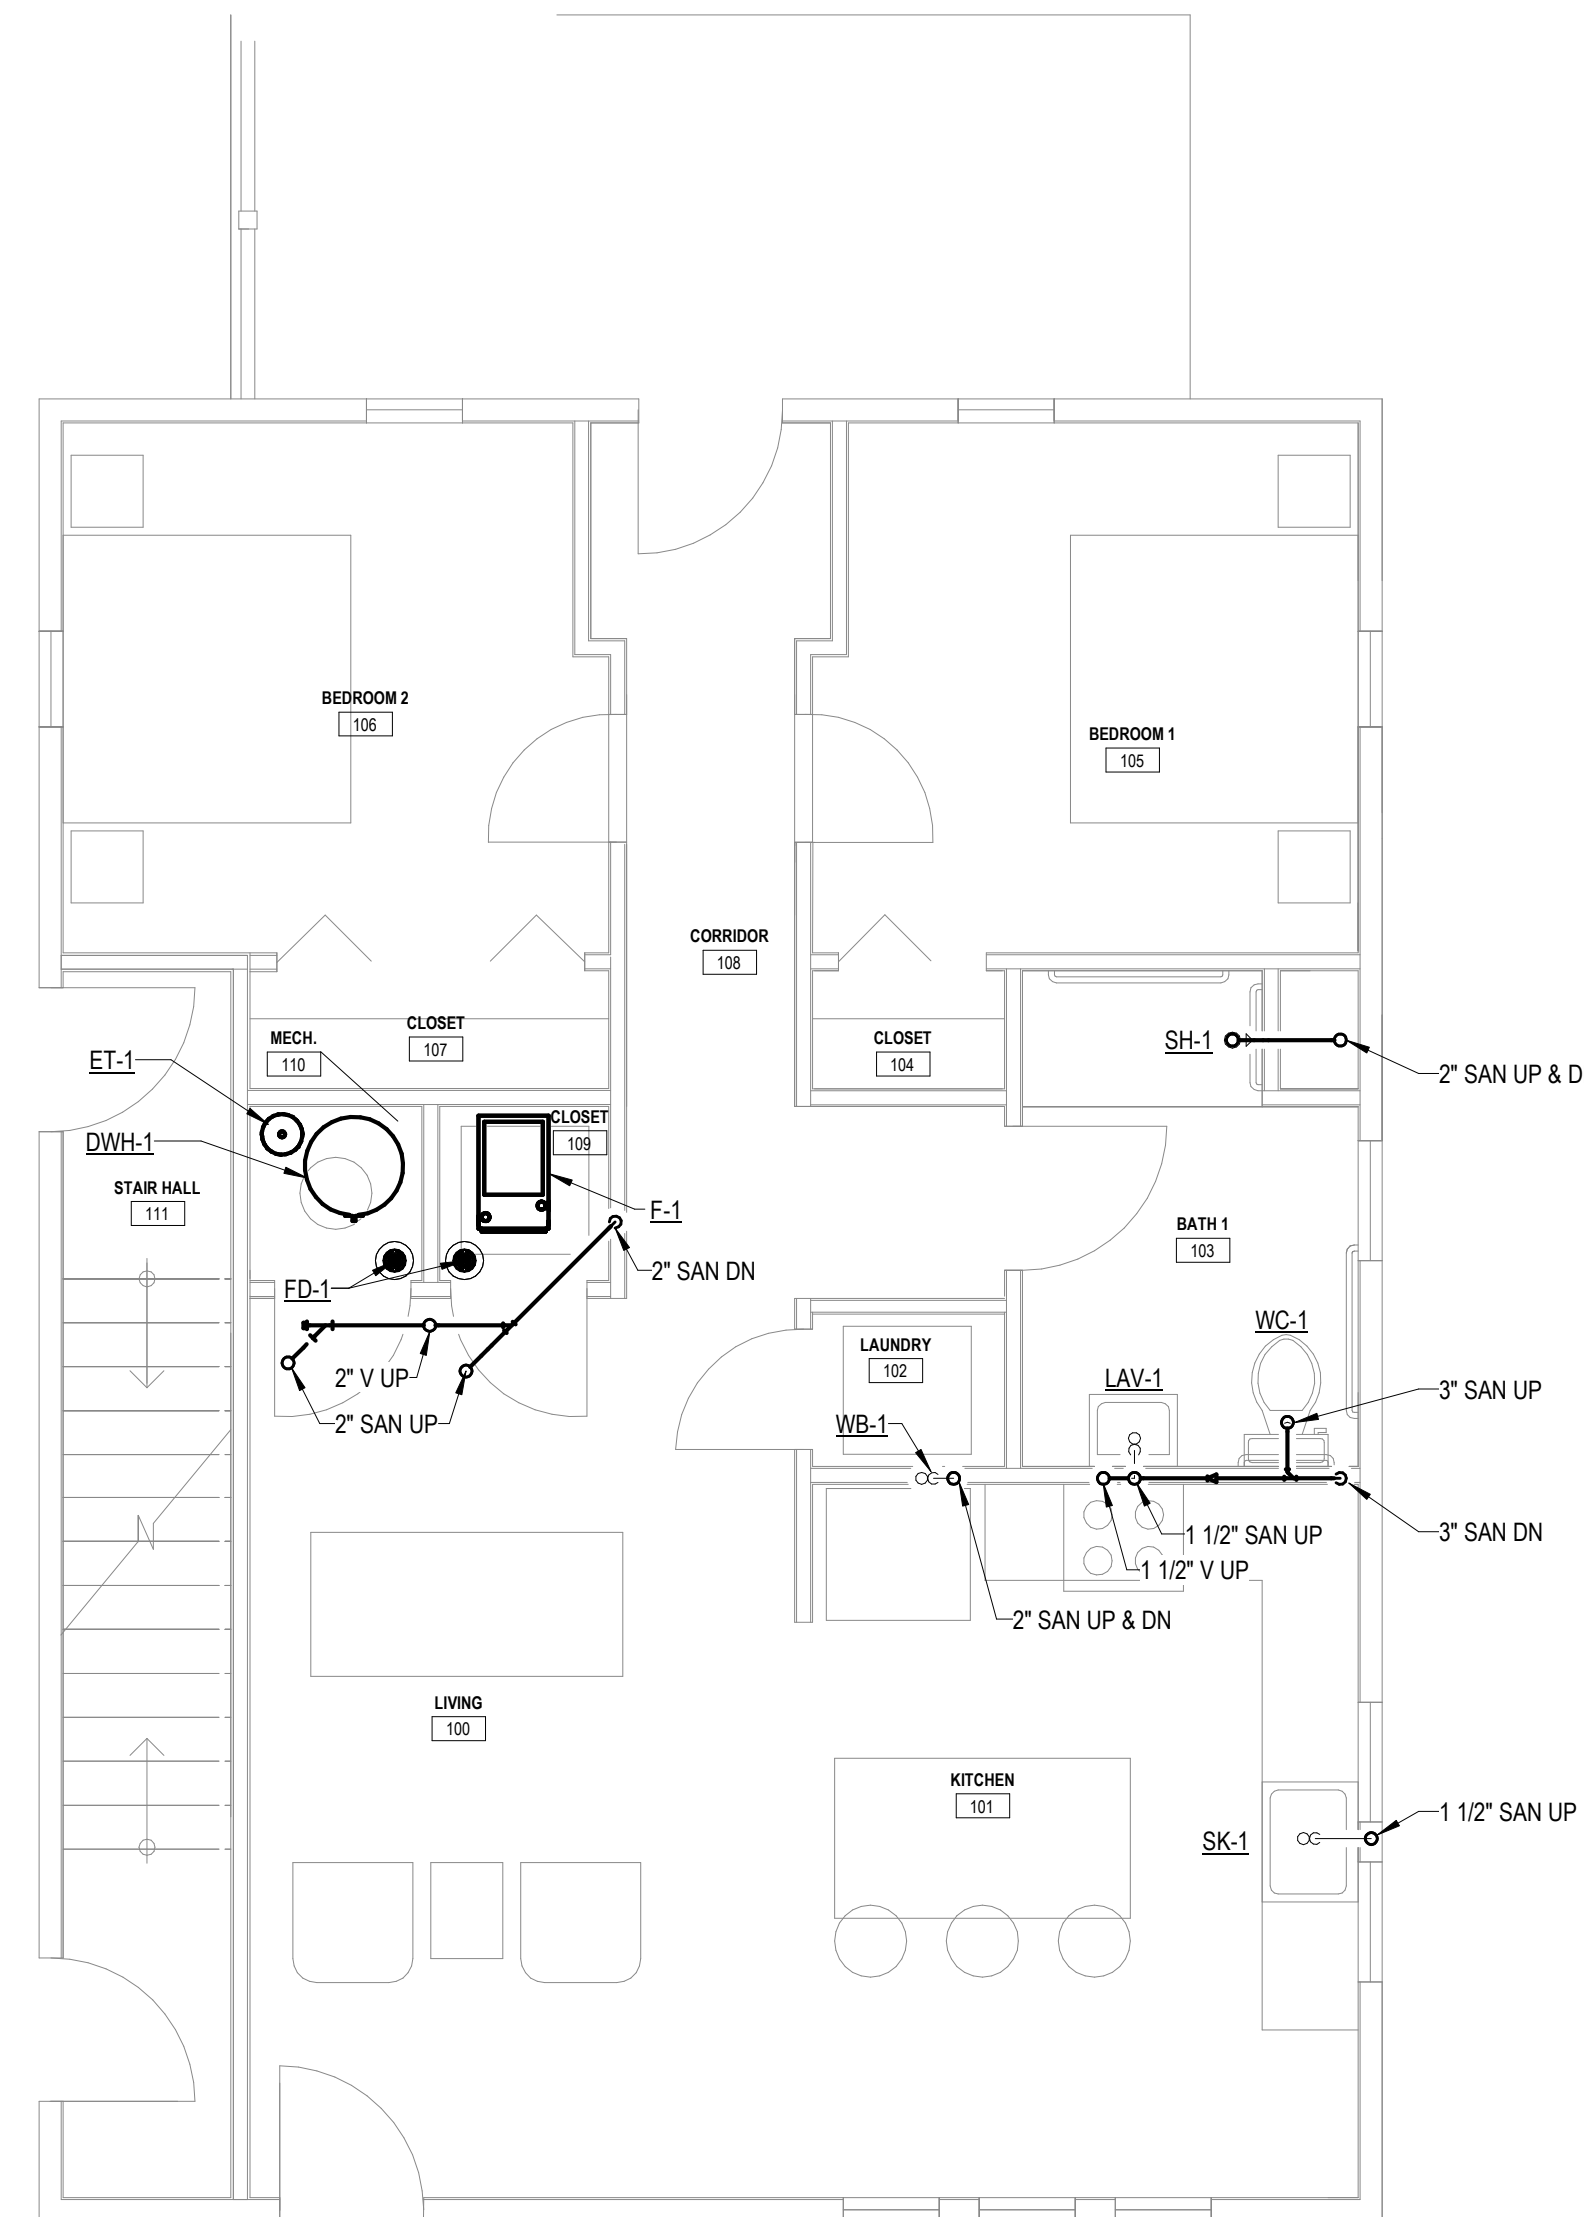 BEDROOM 2
106
BEDROOM 1
105
CORRIDOR
108
CLOSET
107
MECH.
110
CLOSET
104
ET-1
SH-1
2" SAN UP & D
DWH-1
CLOSET
109
STAIR HALL
111
F-1
BATH 1
103
2" SAN DN
FD-1
WC-1
LAUNDRY
102
LAV-1
2" V UP
3" SAN UP
2" SAN UP
WB-1
1 1/2" SAN UP
3" SAN DN
1 1/2" V UP
2" SAN UP & DN
LIVING
100
KITCHEN
101
1 1/2" SAN UP
SK-1